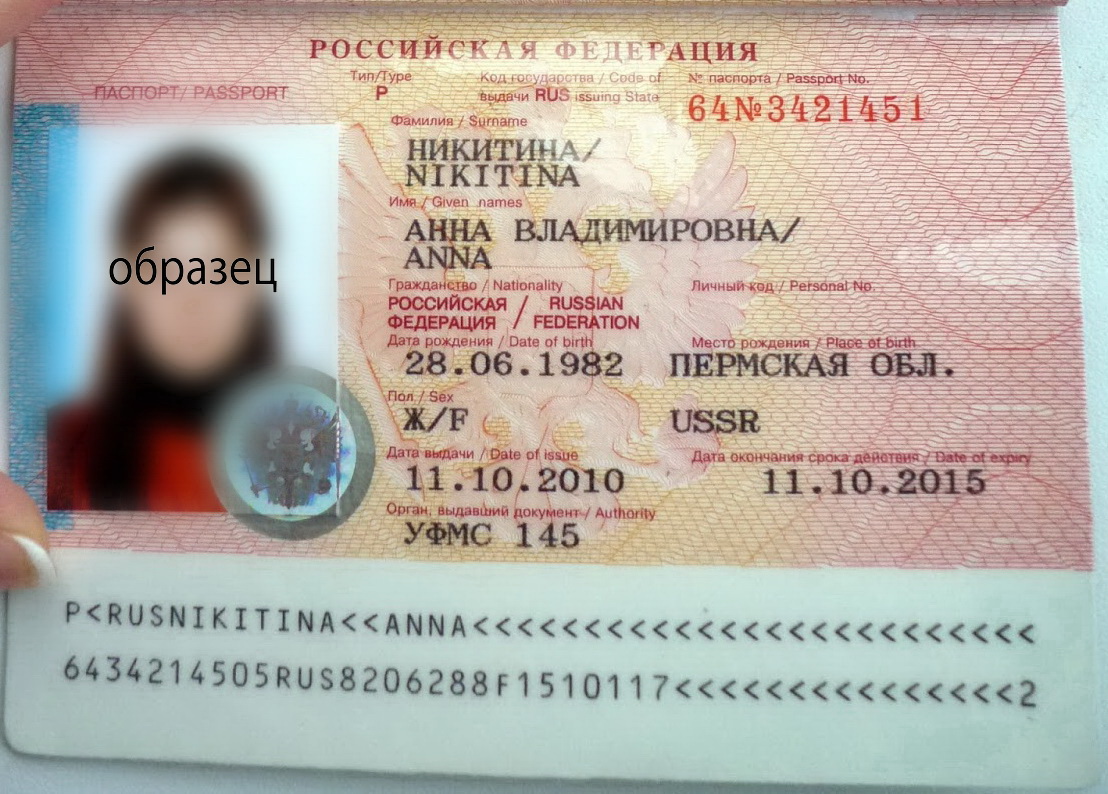 РОССИЙСКАЯ ФЕДЕРАЦИЯ
ПАСПОРТ/ PASSPORT
Тип/Type
P
Код государства / Code of
выдачи RUS issuing State
№ паспорта / Passport No.
64№3421451
Фамилия / Surname
НИКИТИНА/
NIKITINA
Имя / Given names
АННА ВЛАДИМИРОВНА/
ANNA
Гражданство / Nationality
РОССИЙСКАЯ / RUSSIAN
ФЕДЕРАЦИЯ / FEDERATION
Личный код / Personal No.
Дата рождения / Date of birth
28.06.1982
Место рождения / Place of birth
ПЕРМСКАЯ ОБЛ.
Пол / Sex
Ж/F
USSR
Дата выдачи / Date of issue
11.10.2010
Дата окончания срока действия / Date of expiry
11.10.2015
Орган, выдавший документ / Authority
УФМС 145
образец
P<RUSNIKITINA<<ANNA<<<<<<<<<<<<<<<<<<<<<<<<<
6434214505RUS8206288F1510117<<<<<<<<<<<<<<<2